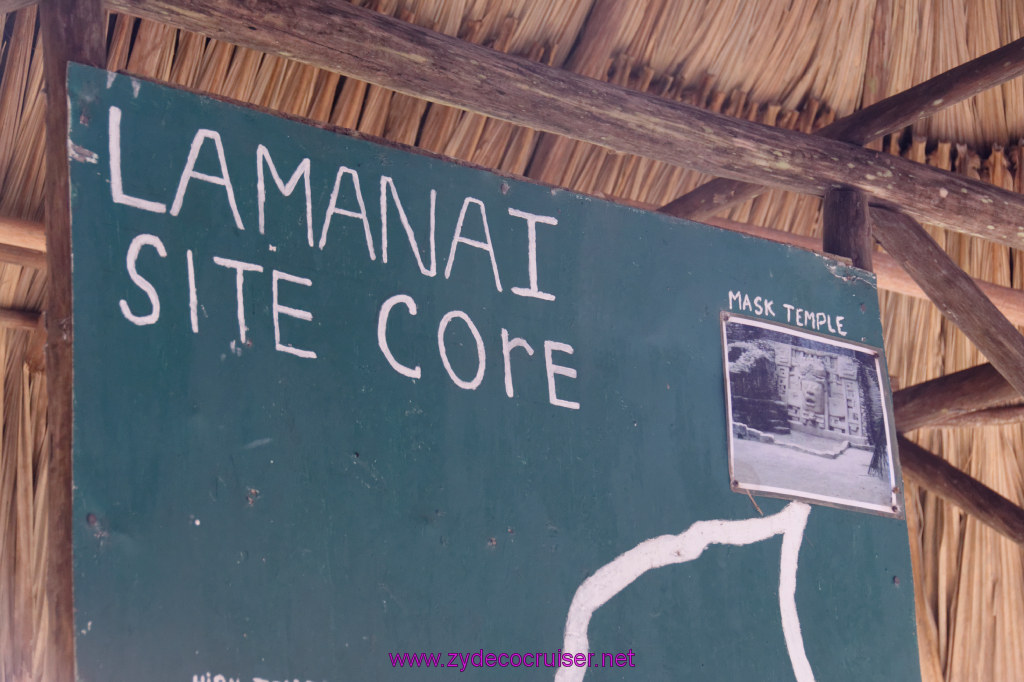 LAMANAI
SITE COrE
MASK TEMPLE
www.zydecocruiser.net